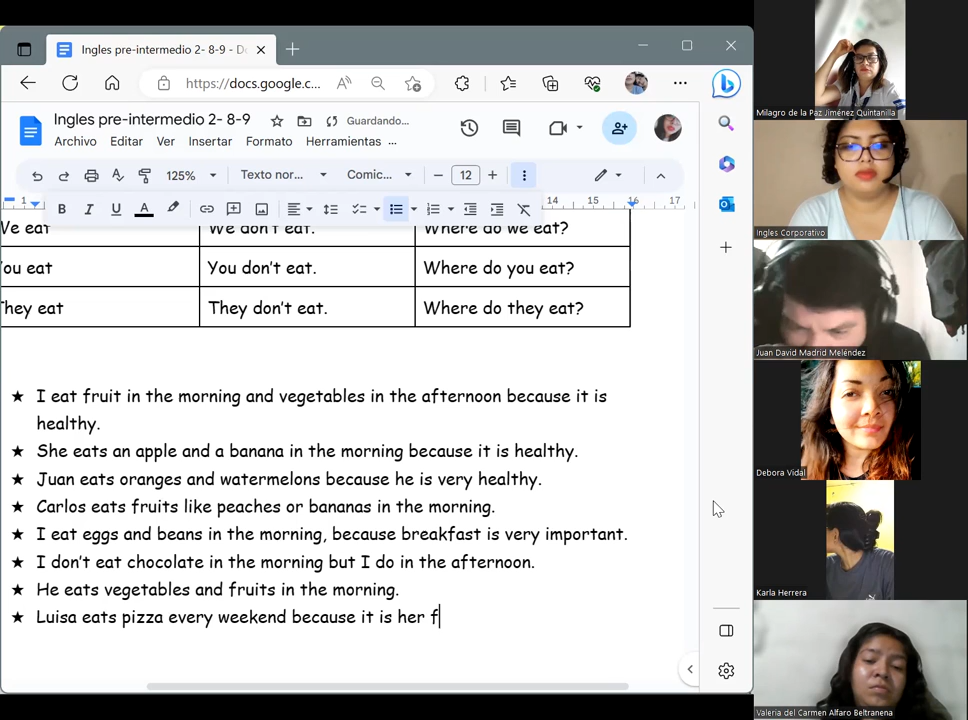 Ingles pre-intermedio 2- 8-9 - Do
https://docs.google.c...
Ingles pre-intermedio 2- 8-9
Guardando...
Archivo Editar Ver Insertar Formato Herramientas ...
125% Texto nor... Comic... 12
1 14 15 16 17
Ve eat We don't eat. Where do we eat?
You eat You don't eat. Where do you eat?
They eat They don't eat. Where do they eat?
★ I eat fruit in the morning and vegetables in the afternoon because it is
healthy.
★ She eats an apple and a banana in the morning because it is healthy.
★ Juan eats oranges and watermelons because he is very healthy.
★ Carlos eats fruits like peaches or bananas in the morning.
★ I eat eggs and beans in the morning, because breakfast is very important.
★ I don't eat chocolate in the morning but I do in the afternoon.
★ He eats vegetables and fruits in the morning.
★ Luisa eats pizza every weekend because it is her f
Milagro de la Paz Jiménez Quintanilla
Ingles Corporativo
Juan David Madrid Meléndez
Debora Vidal
Karla Herrera
Valeria del Carmen Alfaro Beltranena